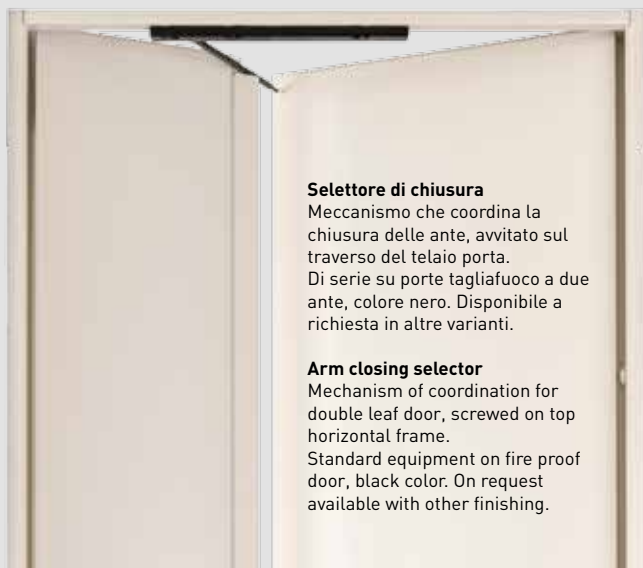 Selettore di chiusura
Meccanismo che coordina la
chiusura delle ante, avvitato sul
traverso del telaio porta.
Di serie su porte tagliafuoco a due
ante, colore nero. Disponibile a
richiesta in altre varianti.
Arm closing selector
Mechanism of coordination for
double leaf door, screwed on top
horizontal frame.
Standard equipment on fire proof
door, black color. On request
available with other finishing.